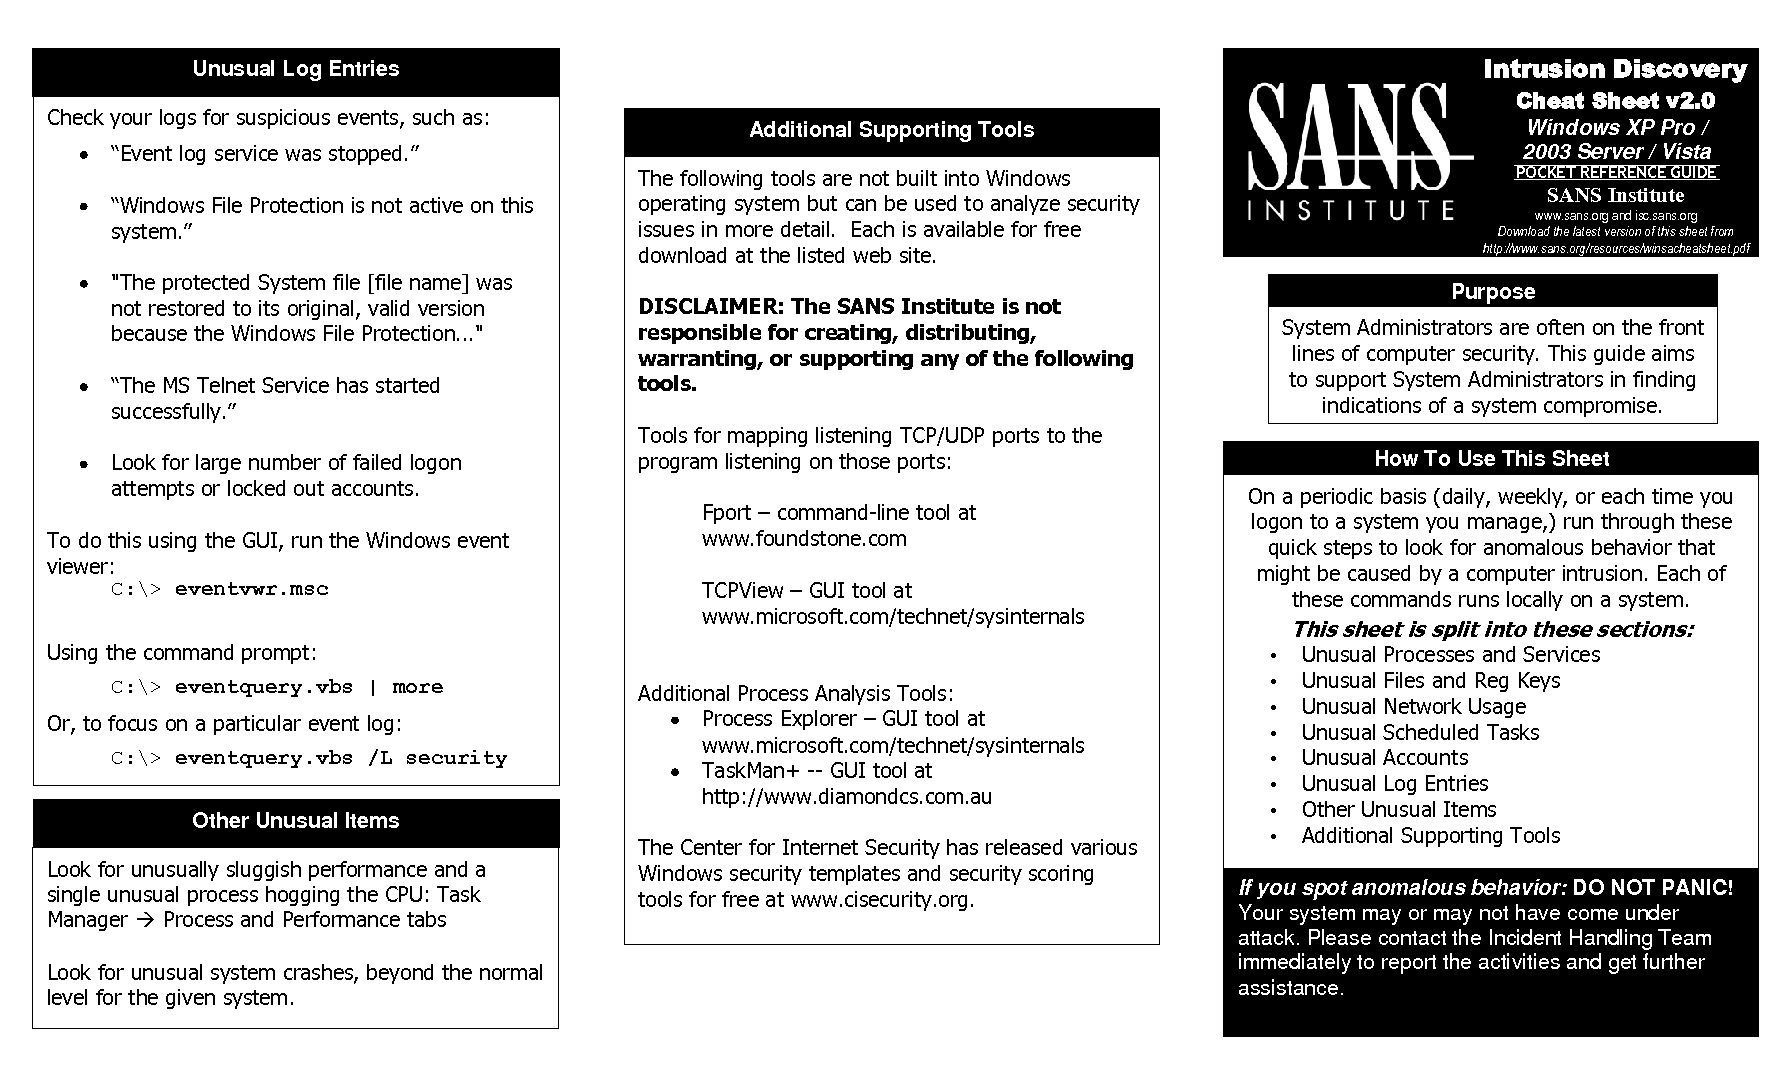 Unusual Log Entries
Check your logs for suspicious events, such as:
• “Event log service was stopped.”
• “Windows File Protection is not active on this
system.”
• "The protected System file [file name] was
not restored to its original, valid version
because the Windows File Protection..."
• “The MS Telnet Service has started
successfully.”
• Look for large number of failed logon
attempts or locked out accounts.
To do this using the GUI, run the Windows event
viewer:
C:\> eventvwr.msc
Using the command prompt:
C:\> eventquery.vbs | more
Or, to focus on a particular event log:
C:\> eventquery.vbs /L security
Other Unusual Items
Look for unusually sluggish performance and a
single unusual process hogging the CPU: Task
Manager → Process and Performance tabs
Look for unusual system crashes, beyond the normal
level for the given system.
Additional Supporting Tools
The following tools are not built into Windows
operating system but can be used to analyze security
issues in more detail.  Each is available for free
download at the listed web site.
DISCLAIMER: The SANS Institute is not
responsible for creating, distributing,
warranting, or supporting any of the following
tools.
Tools for mapping listening TCP/UDP ports to the
program listening on those ports:
Fport – command-line tool at
www.foundstone.com
TCPView – GUI tool at
www.microsoft.com/technet/sysinternals
Additional Process Analysis Tools:
• Process Explorer – GUI tool at
www.microsoft.com/technet/sysinternals
• TaskMan+ -- GUI tool at
http://www.diamondcs.com.au
The Center for Internet Security has released various
Windows security templates and security scoring
tools for free at www.cisecurity.org.
SANS
INSTITUTE
Intrusion Discovery
Cheat Sheet v2.0
Windows XP Pro /
2003 Server / Vista
POCKET REFERENCE GUIDE
SANS Institute
www.sans.org and isc.sans.org
Download the latest version of this sheet from
http://www.sans.org/resources/winsacheatsheet.pdf
Purpose
System Administrators are often on the front
lines of computer security. This guide aims
to support System Administrators in finding
indications of a system compromise.
How To Use This Sheet
On a periodic basis (daily, weekly, or each time you
logon to a system you manage,) run through these
quick steps to look for anomalous behavior that
might be caused by a computer intrusion. Each of
these commands runs locally on a system.
This sheet is split into these sections:
• Unusual Processes and Services
• Unusual Files and Reg Keys
• Unusual Network Usage
• Unusual Scheduled Tasks
• Unusual Accounts
• Unusual Log Entries
• Other Unusual Items
• Additional Supporting Tools
If you spot anomalous behavior: DO NOT PANIC!
Your system may or may not have come under
attack. Please contact the Incident Handling Team
immediately to report the activities and get further
assistance.